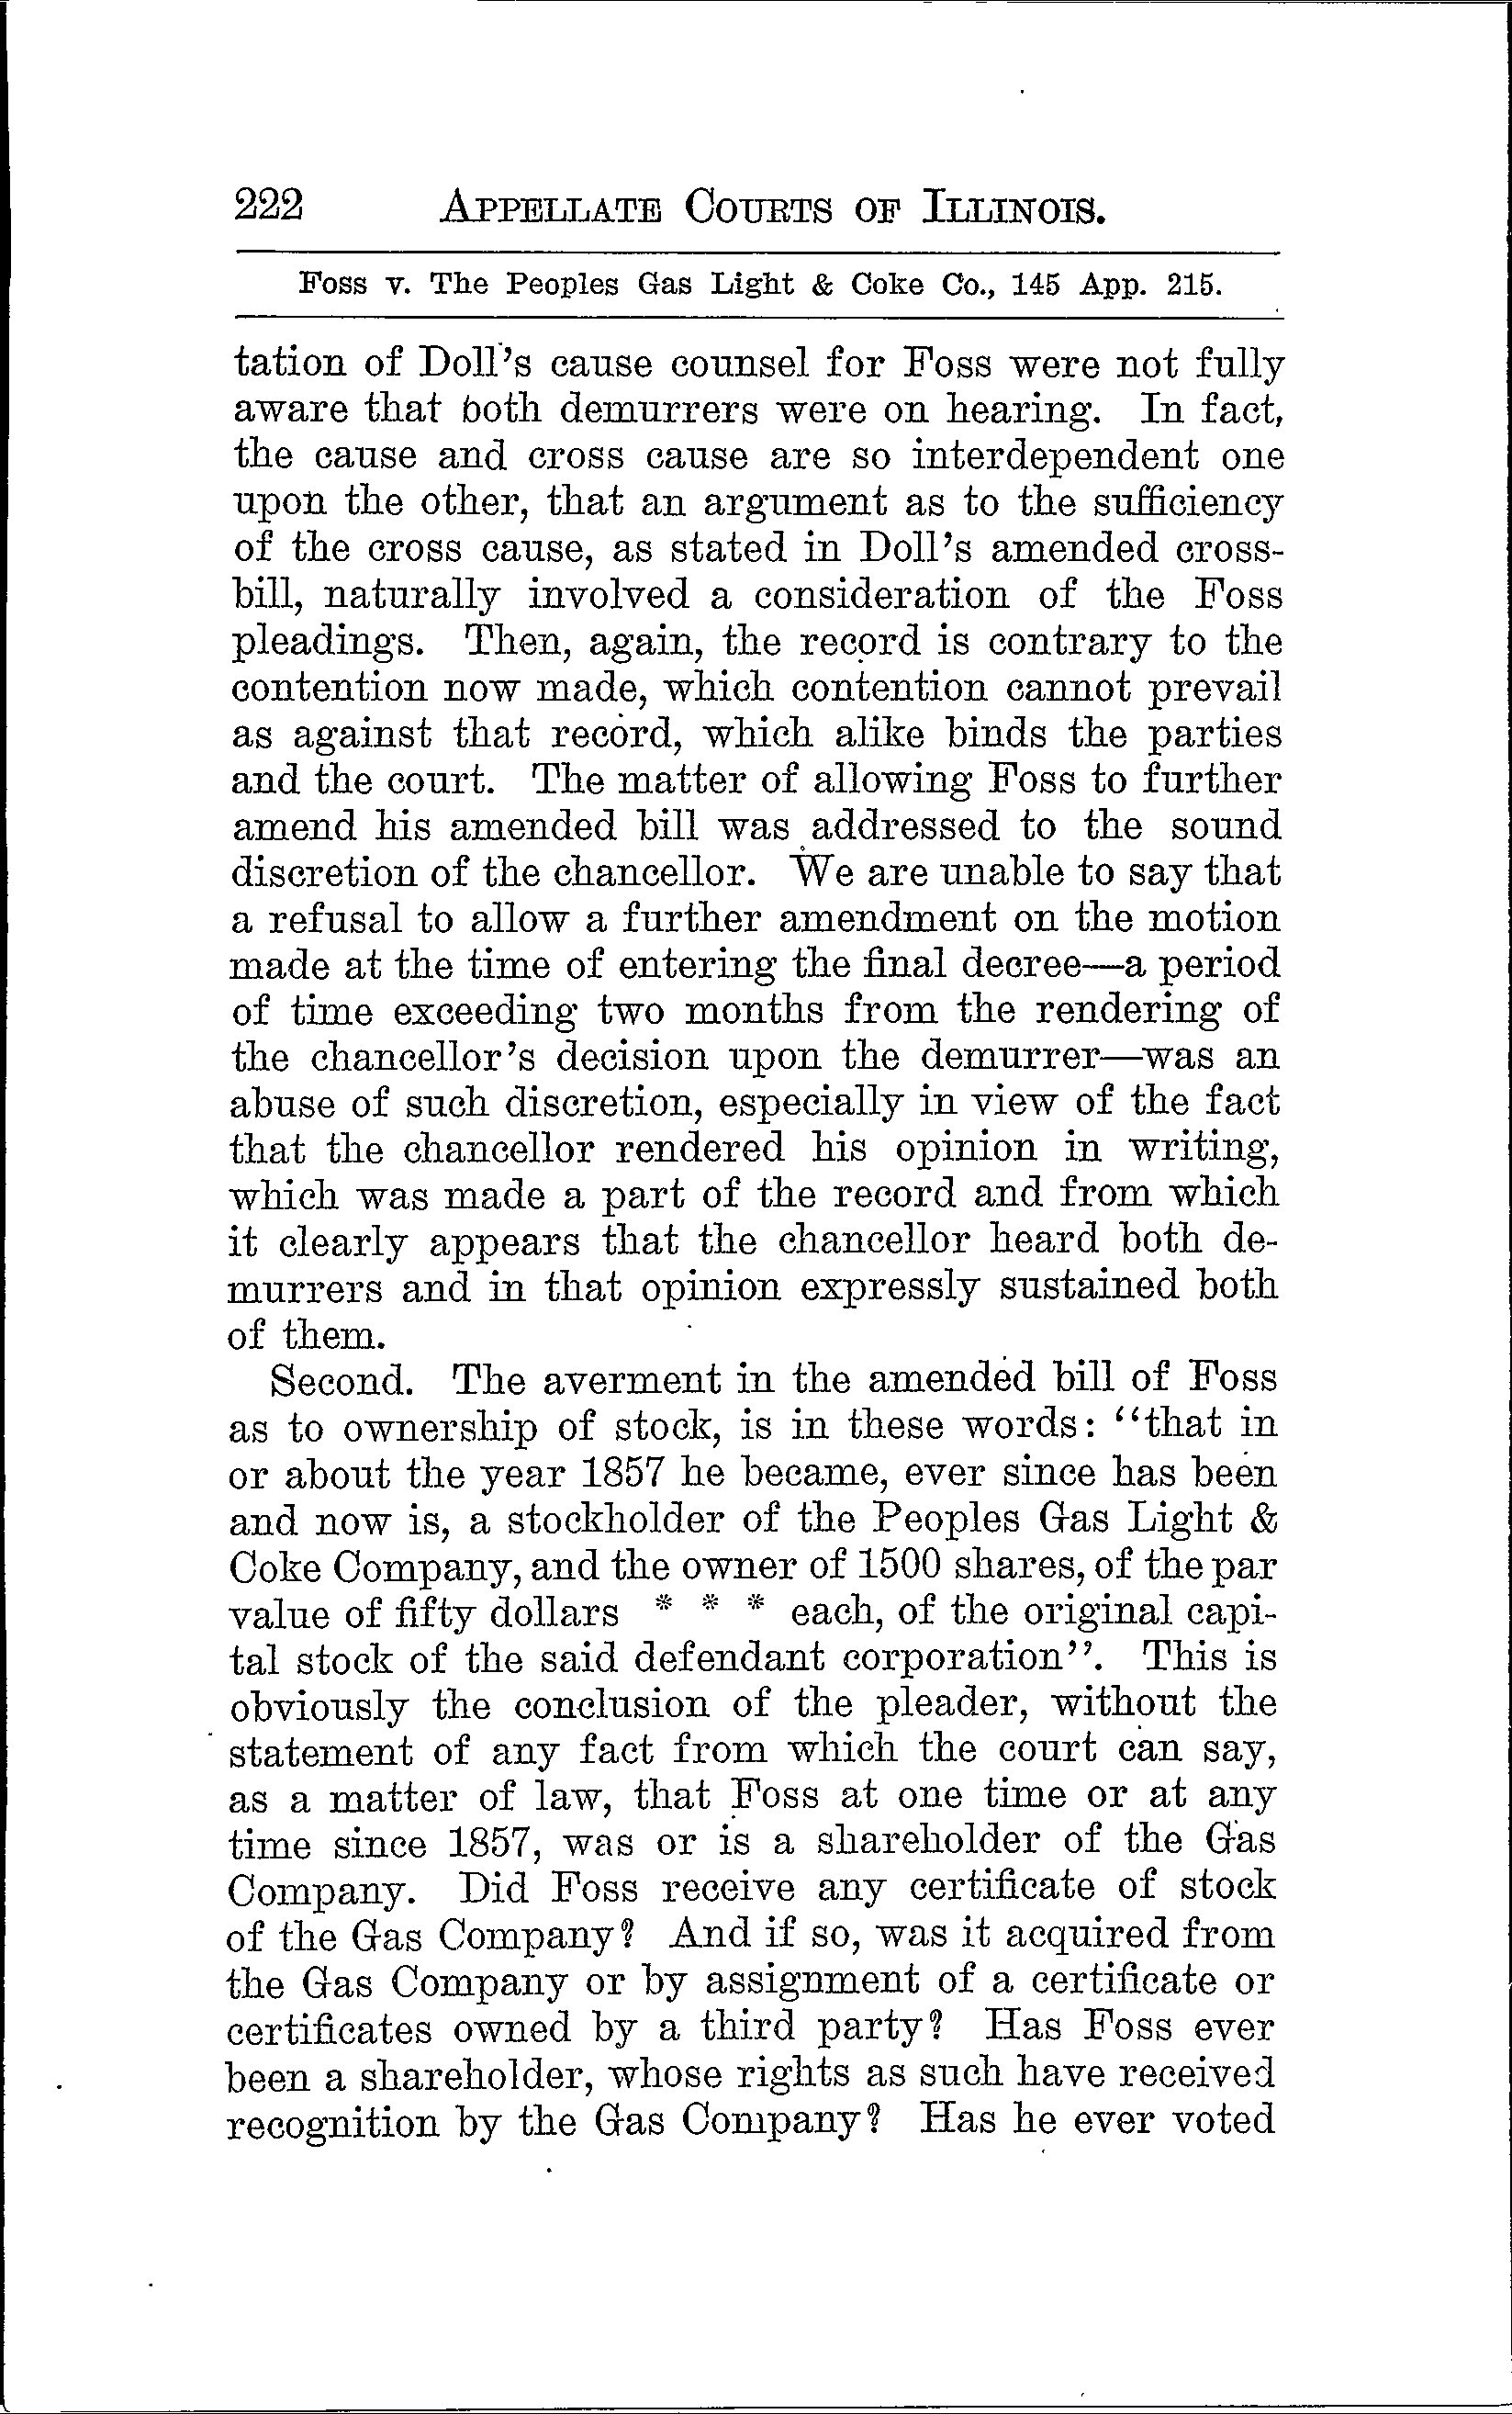 222 APPELLATE COURTS OF ILLINOIS.
Foss v. The Peoples Gas Light & Coke Co., 145 App. 215.
tation of Doll's cause counsel for Foss were not fully
aware that both demurrers were on hearing. In fact,
the cause and cross cause are so interdependent one
upon the other, that an argument as to the sufficiency
of the cross cause, as stated in Doll's amended cross-
bill, naturally involved a consideration of the Foss
pleadings. Then, again, the record is contrary to the
contention now made, which contention cannot prevail
as against that record, which alike binds the parties
and the court. The matter of allowing Foss to further
amend his amended bill was addressed to the sound
discretion of the chancellor. We are unable to say that
a refusal to allow a further amendment on the motion
made at the time of entering the final decree—a period
of time exceeding two months from the rendering of
the chancellor's decision upon the demurrer—was an
abuse of such discretion, especially in view of the fact
that the chancellor rendered his opinion in writing,
which was made a part of the record and from which
it clearly appears that the chancellor heard both de-
murrers and in that opinion expressly sustained both
of them.
Second. The averment in the amended bill of Foss
as to ownership of stock, is in these words: "that in
or about the year 1857 he became, ever since has been
and now is, a stockholder of the Peoples Gas Light &
Coke Company, and the owner of 1500 shares, of the par
value of fifty dollars * * * each, of the original capi-
tal stock of the said defendant corporation". This is
obviously the conclusion of the pleader, without the
statement of any fact from which the court can say,
as a matter of law, that Foss at one time or at any
time since 1857, was or is a shareholder of the Gas
Company. Did Foss receive any certificate of stock
of the Gas Company? And if so, was it acquired from
the Gas Company or by assignment of a certificate or
certificates owned by a third party? Has Foss ever
been a shareholder, whose rights as such have received
recognition by the Gas Company? Has he ever voted